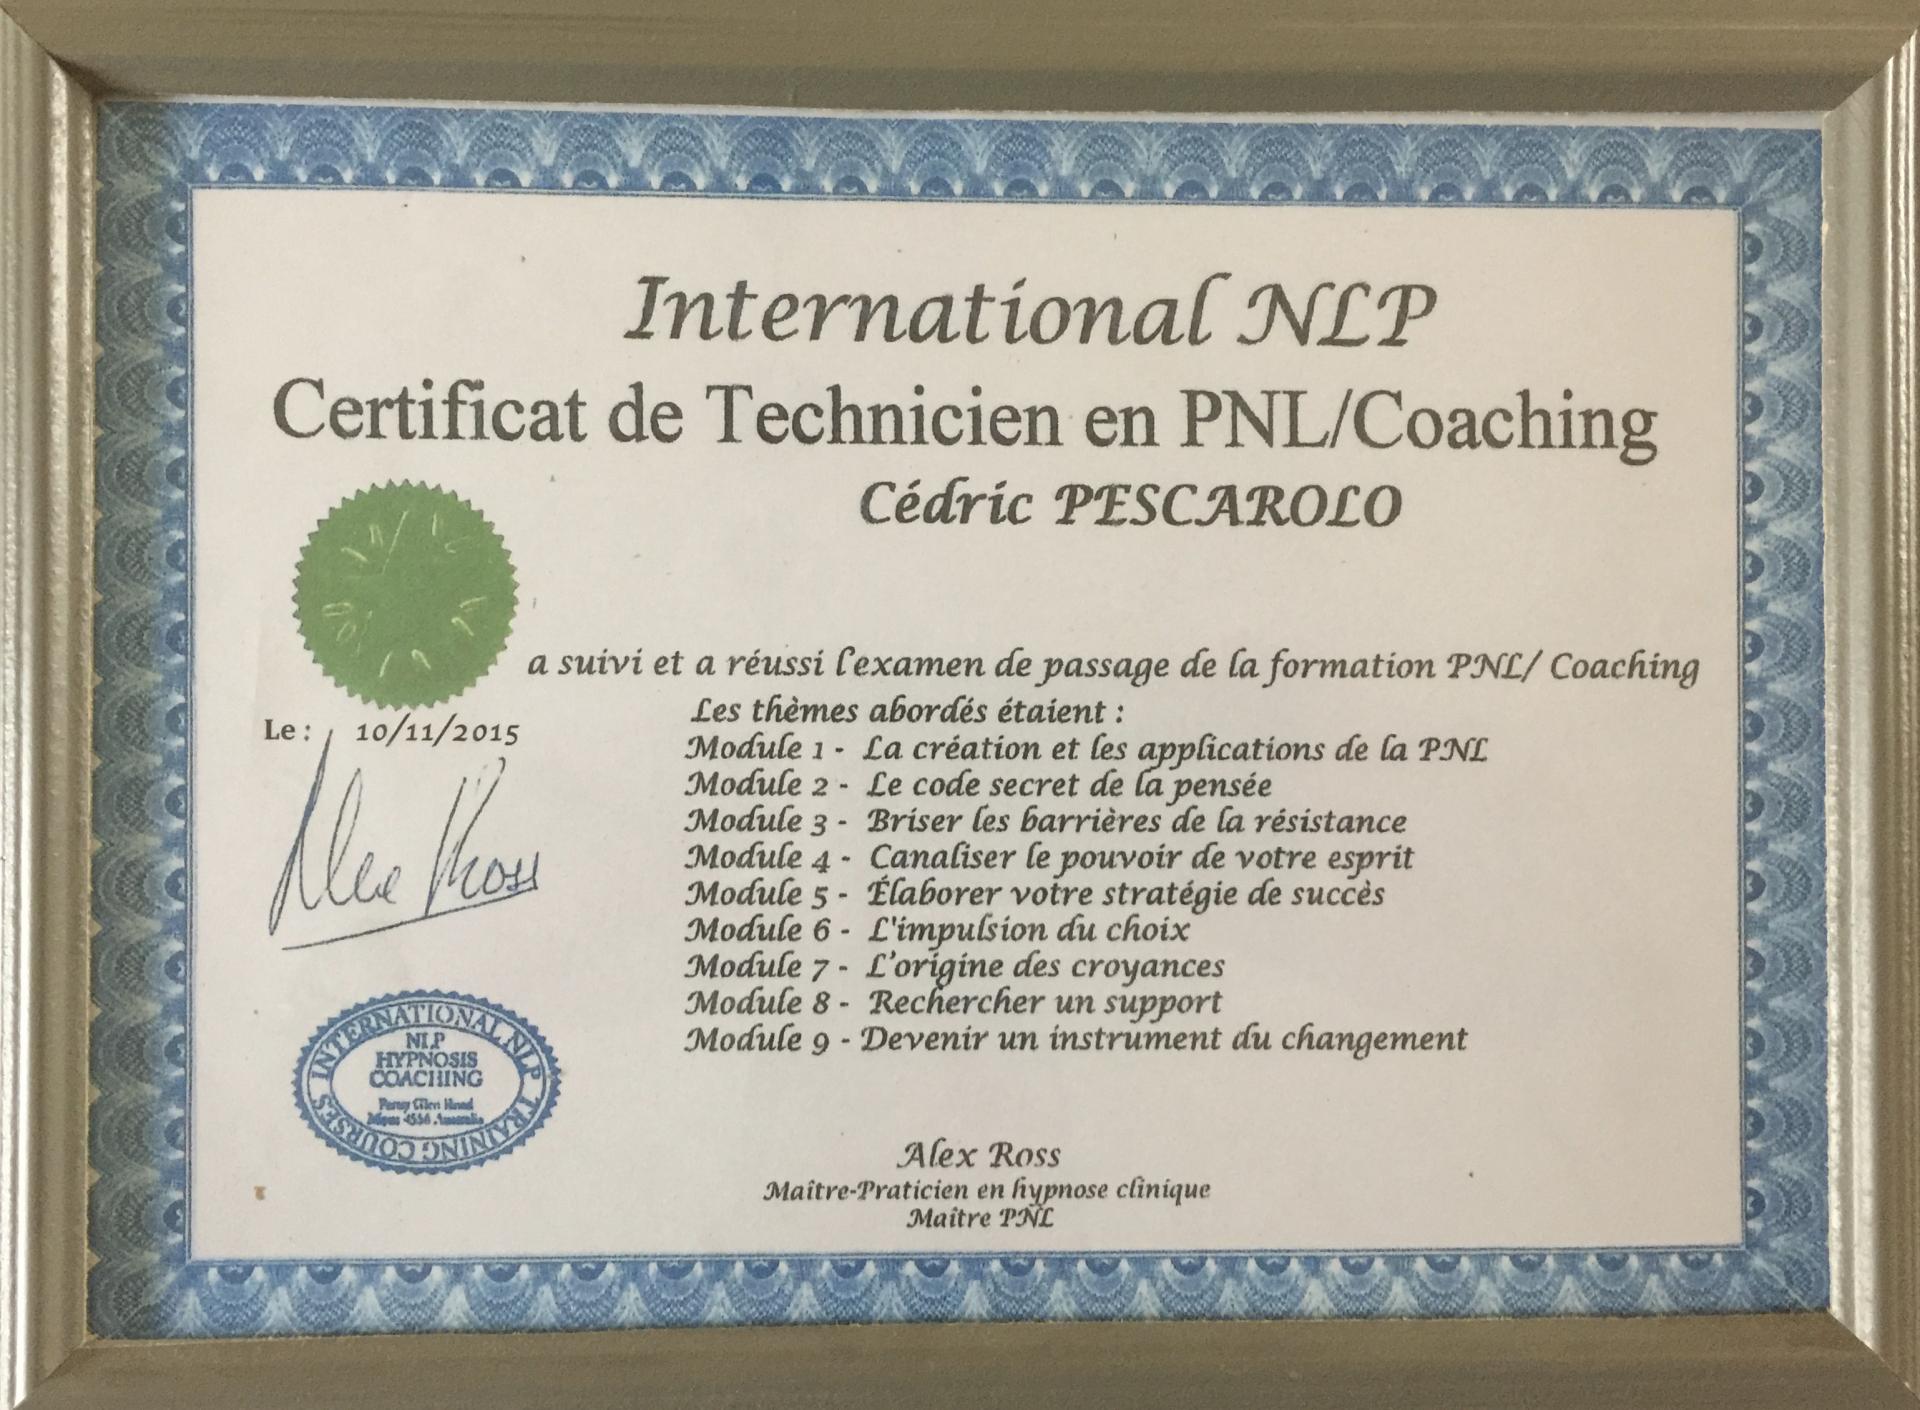 International NLP
Certificat de Technicien en PNL/Coaching
Cédric PESCAROLO
a suivi et a réussi l'examen de passage de la formation PNL/ Coaching
Le : 10/11/2015
Les thèmes abordés étaient :
Module 1 - La création et les applications de la PNL
Module 2 - Le code secret de la pensée
Module 3 - Briser les barrières de la résistance
Module 4 - Canaliser le pouvoir de votre esprit
Module 5 - Élaborer votre stratégie de succès
Module 6 - L'impulsion du choix
Module 7 - L'origine des croyances
Module 8 - Rechercher un support
Module 9 - Devenir un instrument du changement
Alex Ross
INTERNATIONAL NLP TRAINING COURSES
NLP
HYPNOSIS
COACHING
Alex Ross
Maître-Praticien en hypnose clinique
Maître PNL